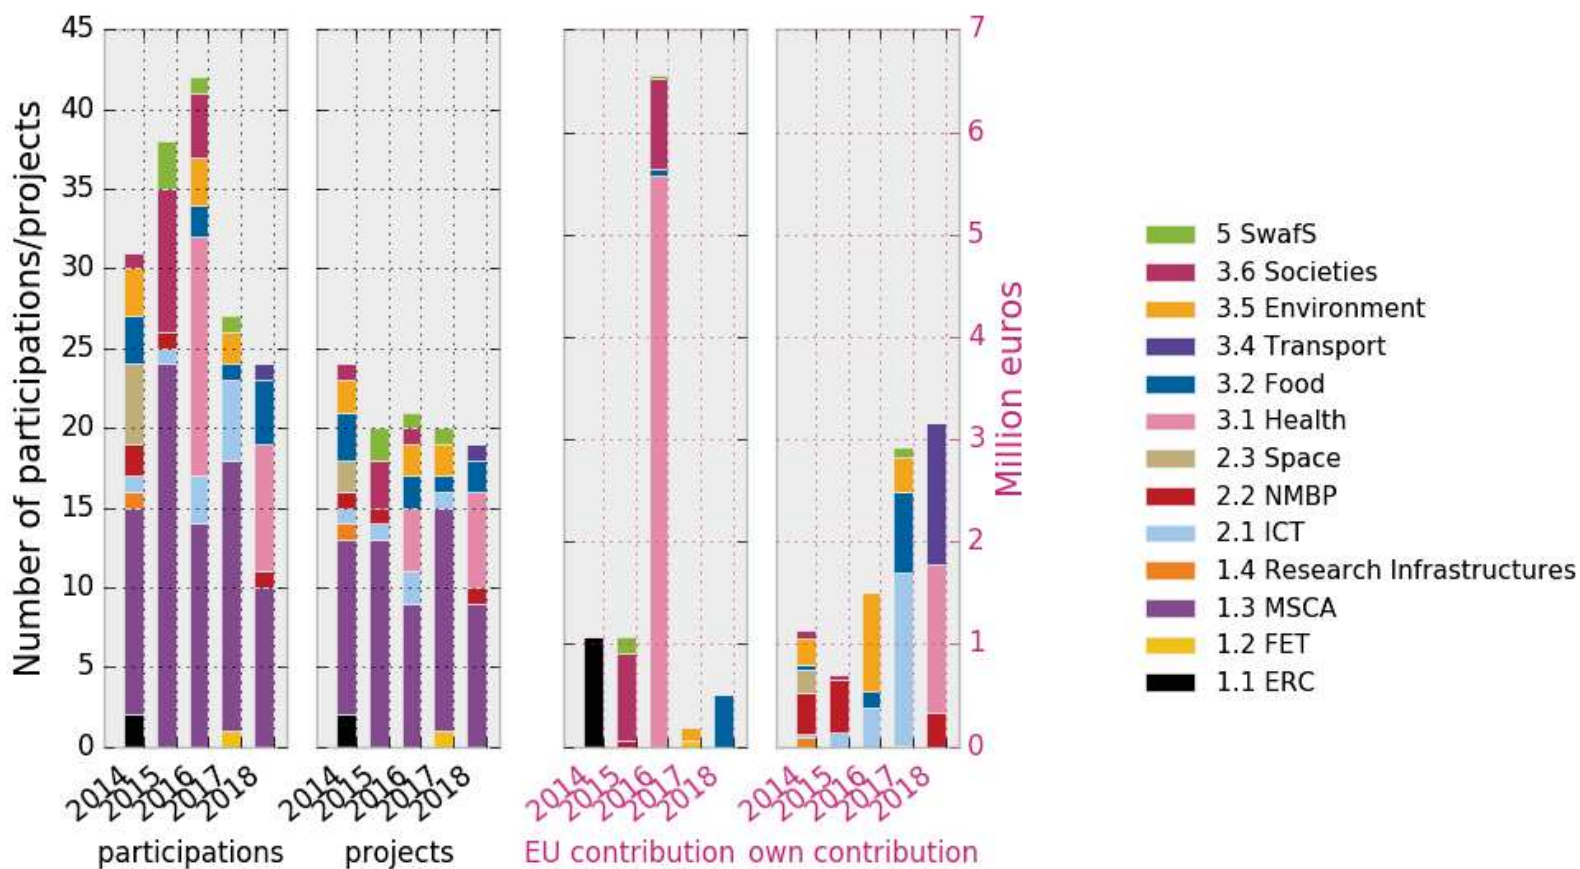 45
40
35
30
25
20
15
10
5
0
Number of participations/projects
2014
2015
2016
2017
2018
participations
2014
2015
2016
2017
2018
projects
2014
2015
2016
2017
2018
EU contribution
2014
2015
2016
2017
2018
own contribution
7
6
5
4
3
2
1
0
Million euros
5 SwafS
3.6 Societies
3.5 Environment
3.4 Transport
3.2 Food
3.1 Health
2.3 Space
2.2 NMBP
2.1 ICT
1.4 Research Infrastructures
1.3 MSCA
1.2 FET
1.1 ERC